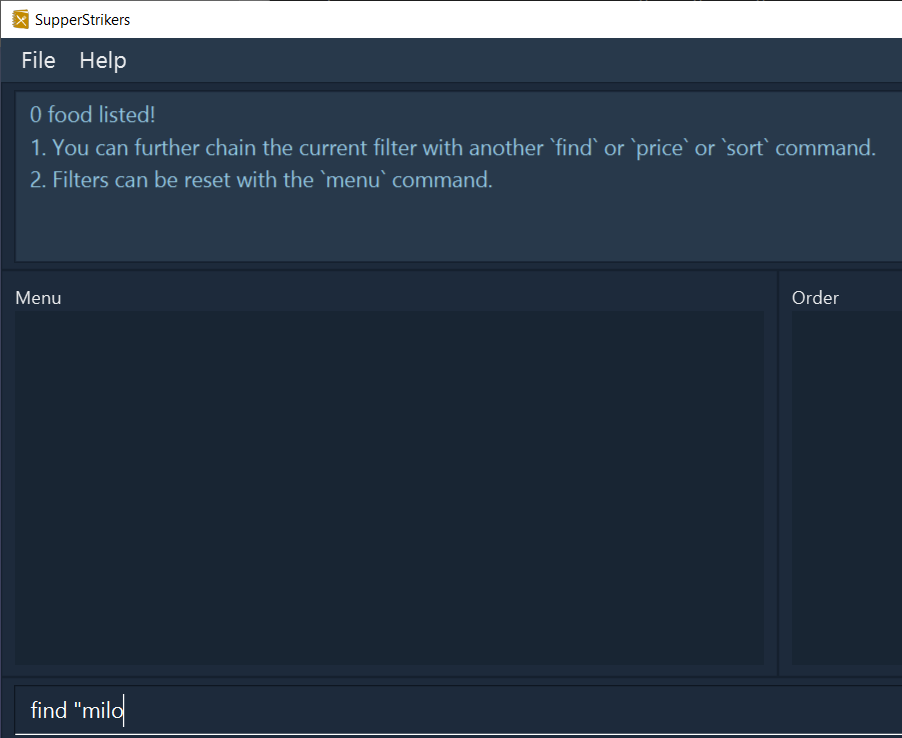 SupperStrikers
File Help
0 food listed!
1. You can further chain the current filter with another `find` or `price` or `sort` command.
2. Filters can be reset with the `menu` command.
Menu Order
find "milo